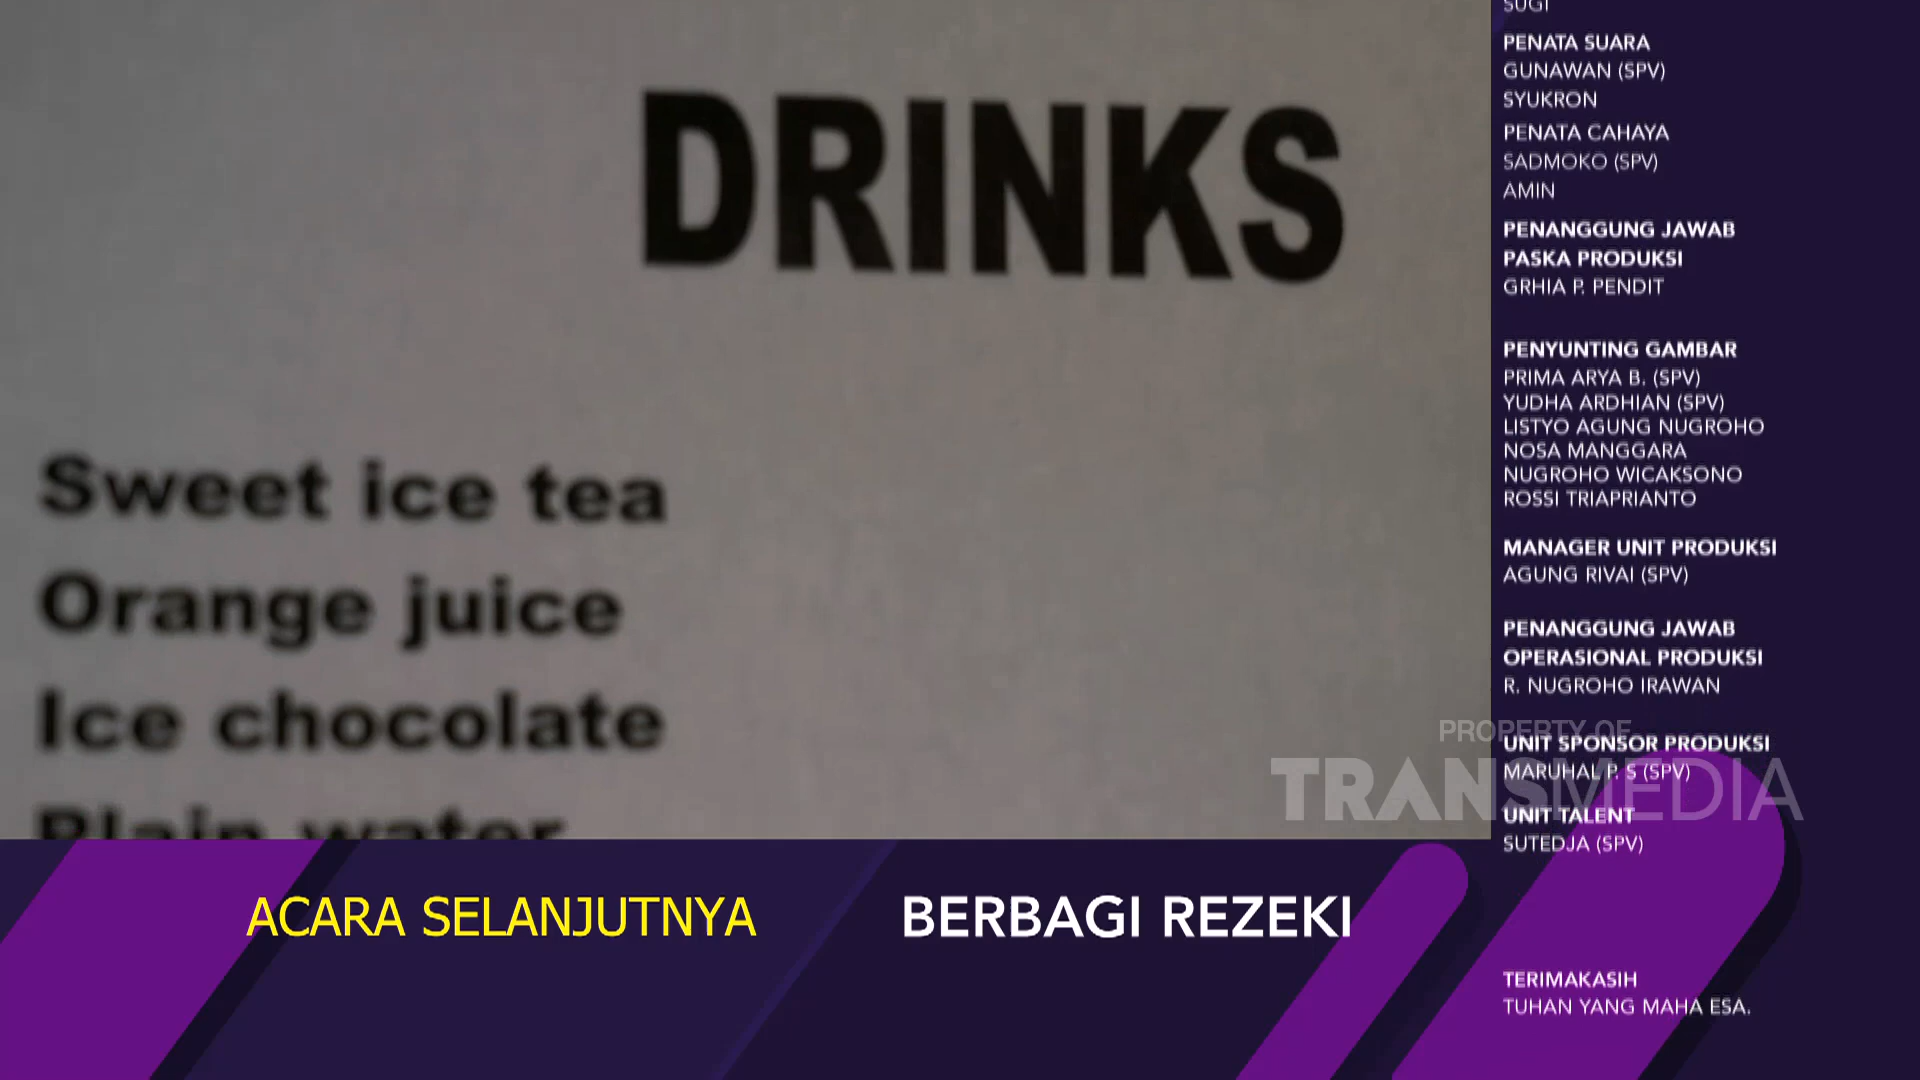 DRINKS
Sweet ice tea
Orange juice
Ice chocolate
Plain water
SUGI
PENATA SUARA
GUNAWAN (SPV)
SYUKRON
PENATA CAHAYA
SADMOKO (SPV)
AMIN
PENANGGUNG JAWAB
PASKA PRODUKSI
GRHIA P. PENDIT
PENYUNTING GAMBAR
PRIMA ARYA B. (SPV)
YUDHA ARDHIAN (SPV)
LISTYO AGUNG NUGROHO
NOSA MANGGARA
NUGROHO WICAKSONO
ROSSI TRIAPRIANTO
MANAGER UNIT PRODUKSI
AGUNG RIVAI (SPV)
PENANGGUNG JAWAB
OPERASIONAL PRODUKSI
R. NUGROHO IRAWAN
UNIT SPONSOR PRODUKSI
MARUHAL P. S (SPV)
UNIT TALENT
SUTEDJA (SPV)
TERIMAKASIH
TUHAN YANG MAHA ESA.
PROPERTY OF
TRANSMEDIA
ACARA SELANJUTNYA
BERBAGI REZEKI